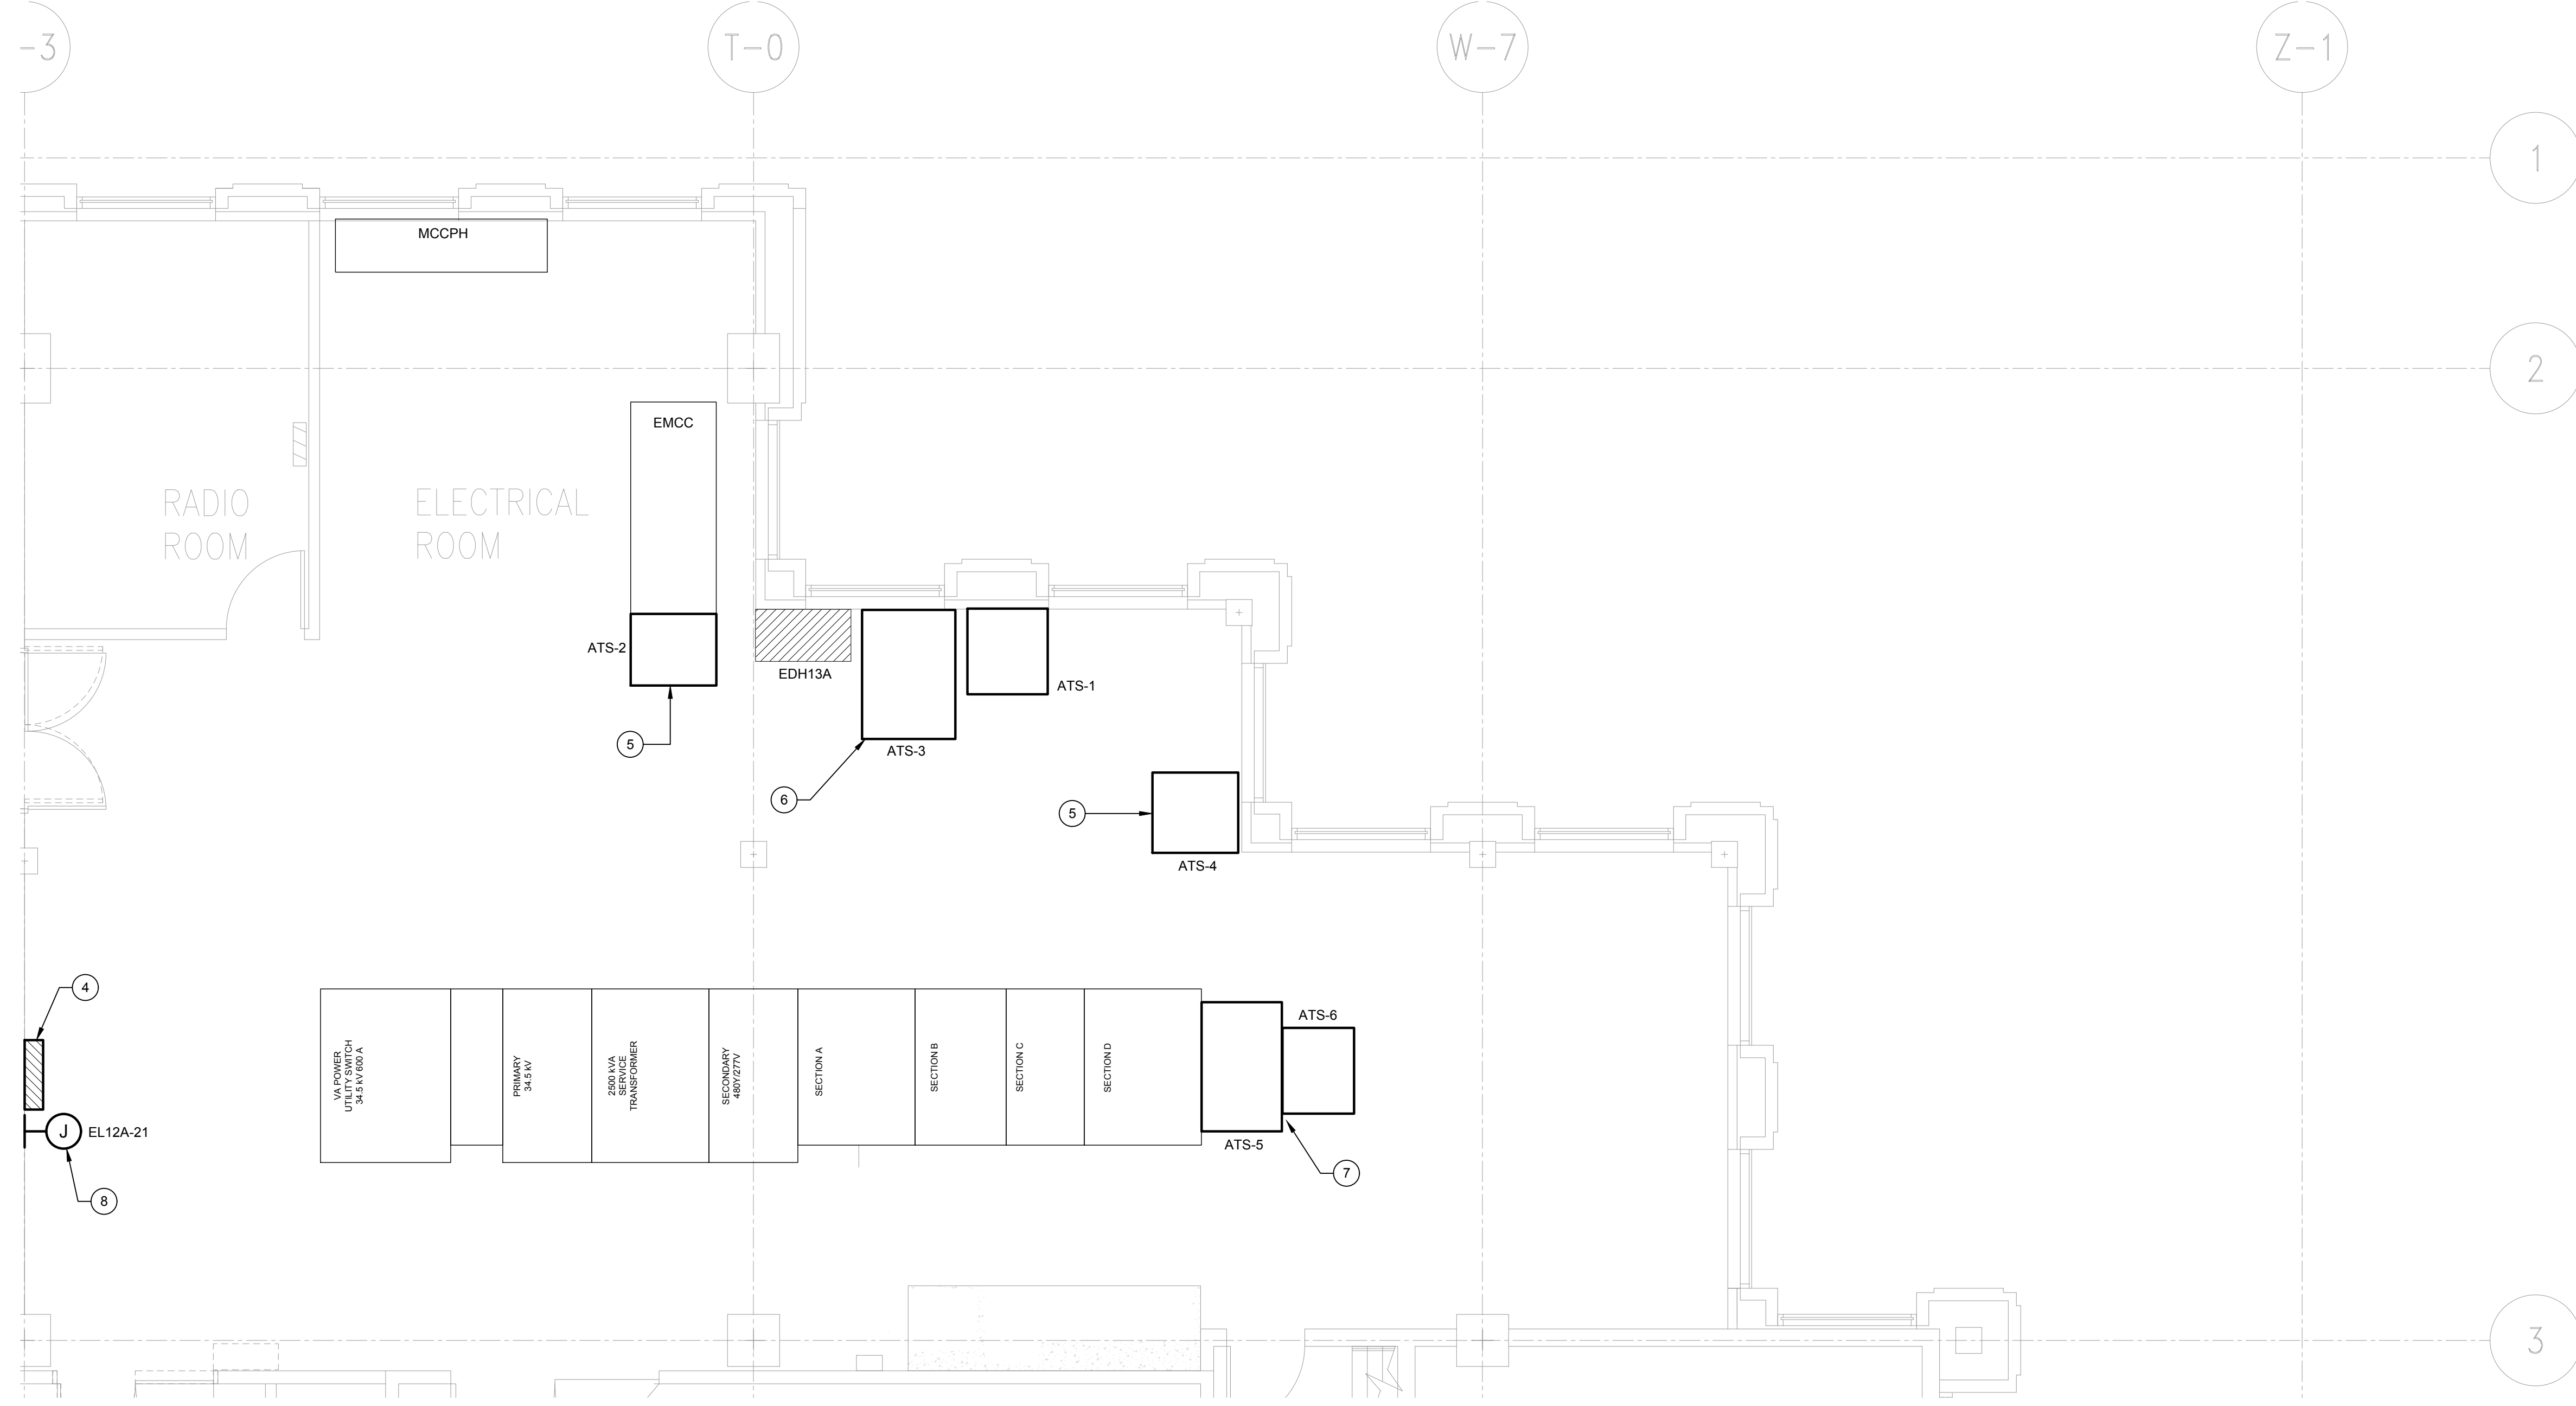 -3
T-0
W-7
Z-1
1
MCCPH
2
EMCC
RADIO
ROOM
ELECTRICAL
ROOM
ATS-2
EDH13A
ATS-1
5
ATS-3
6
5
ATS-4
4
VA POWER
UTILITY SWITCH
34.5 kV 600 A
PRIMARY
34.5 kV
2500 kVA
SERVICE
TRANSFORMER
SECONDARY
480Y/277V
SECTION A
SECTION B
SECTION C
SECTION D
ATS-6
J
EL12A-21
ATS-5
7
8
3